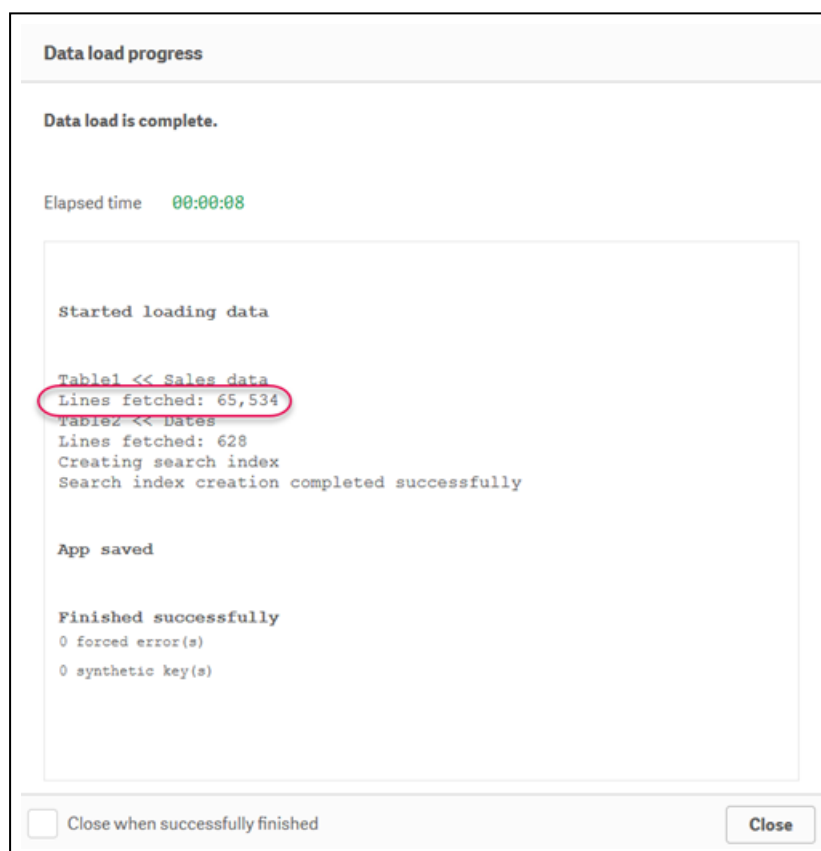 Data load progress
Data load is complete.
Elapsed time 00:00:08
Started loading data
Table1 << Sales data
Lines fetched: 65,534
Table2 << Dates
Lines fetched: 628
Creating search index
Search index creation completed successfully
App saved
Finished successfully
0 forced error(s)
0 synthetic key(s)
Close when successfully finished
Close